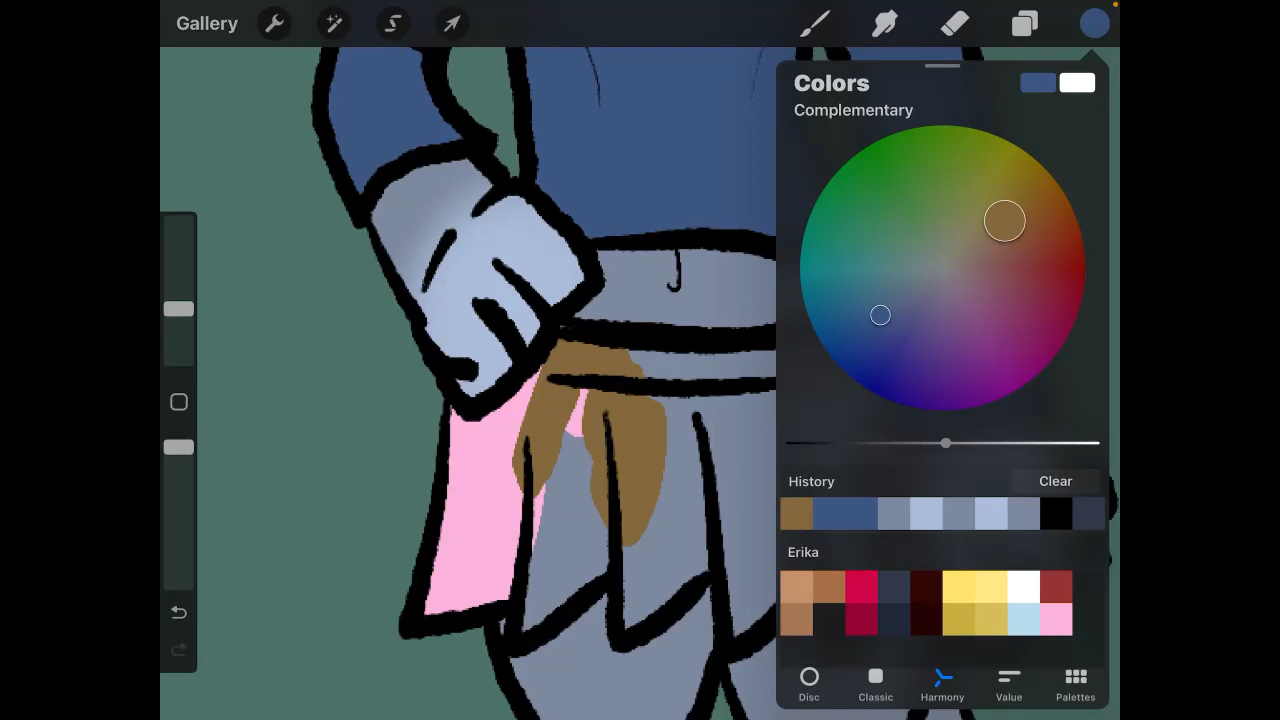 Gallery
Colors
Complementary
History
Clear
Erika
Disc
Classic
Harmony
Value
Palettes